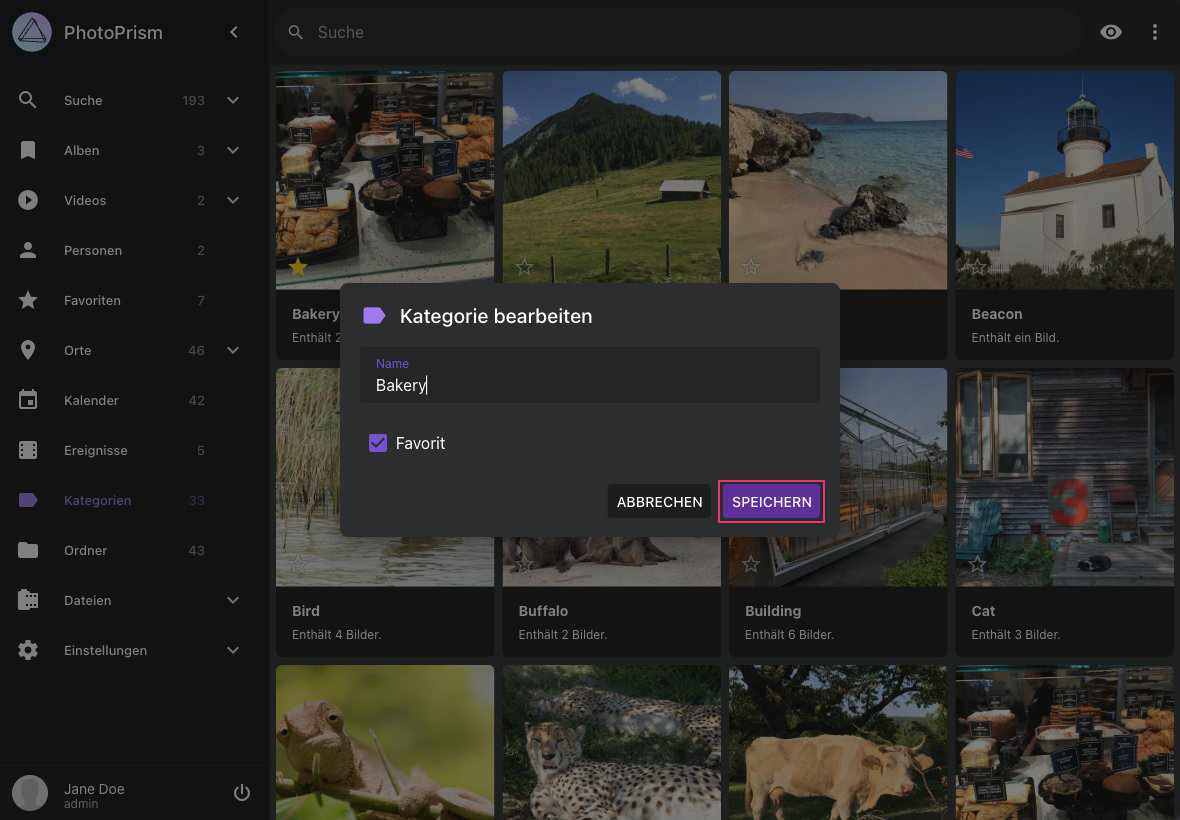 PhotoPrism
Suche
Suche 193
Alben 3
Videos 2
Personen 2
Favoriten 7
Orte 46
Kalender 42
Ereignisse 5
Kategorien 33
Ordner 43
Dateien
Einstellungen
Jane Doe
admin
Bakery
Enthält 2
Beacon
Enthält ein Bild.
Kategorie bearbeiten
Name
Bakery
Favorit
ABBRECHEN
SPEICHERN
3
Bird
Enthält 4 Bilder.
Buffalo
Enthält 2 Bilder.
Building
Enthält 6 Bilder.
Cat
Enthält 3 Bilder.